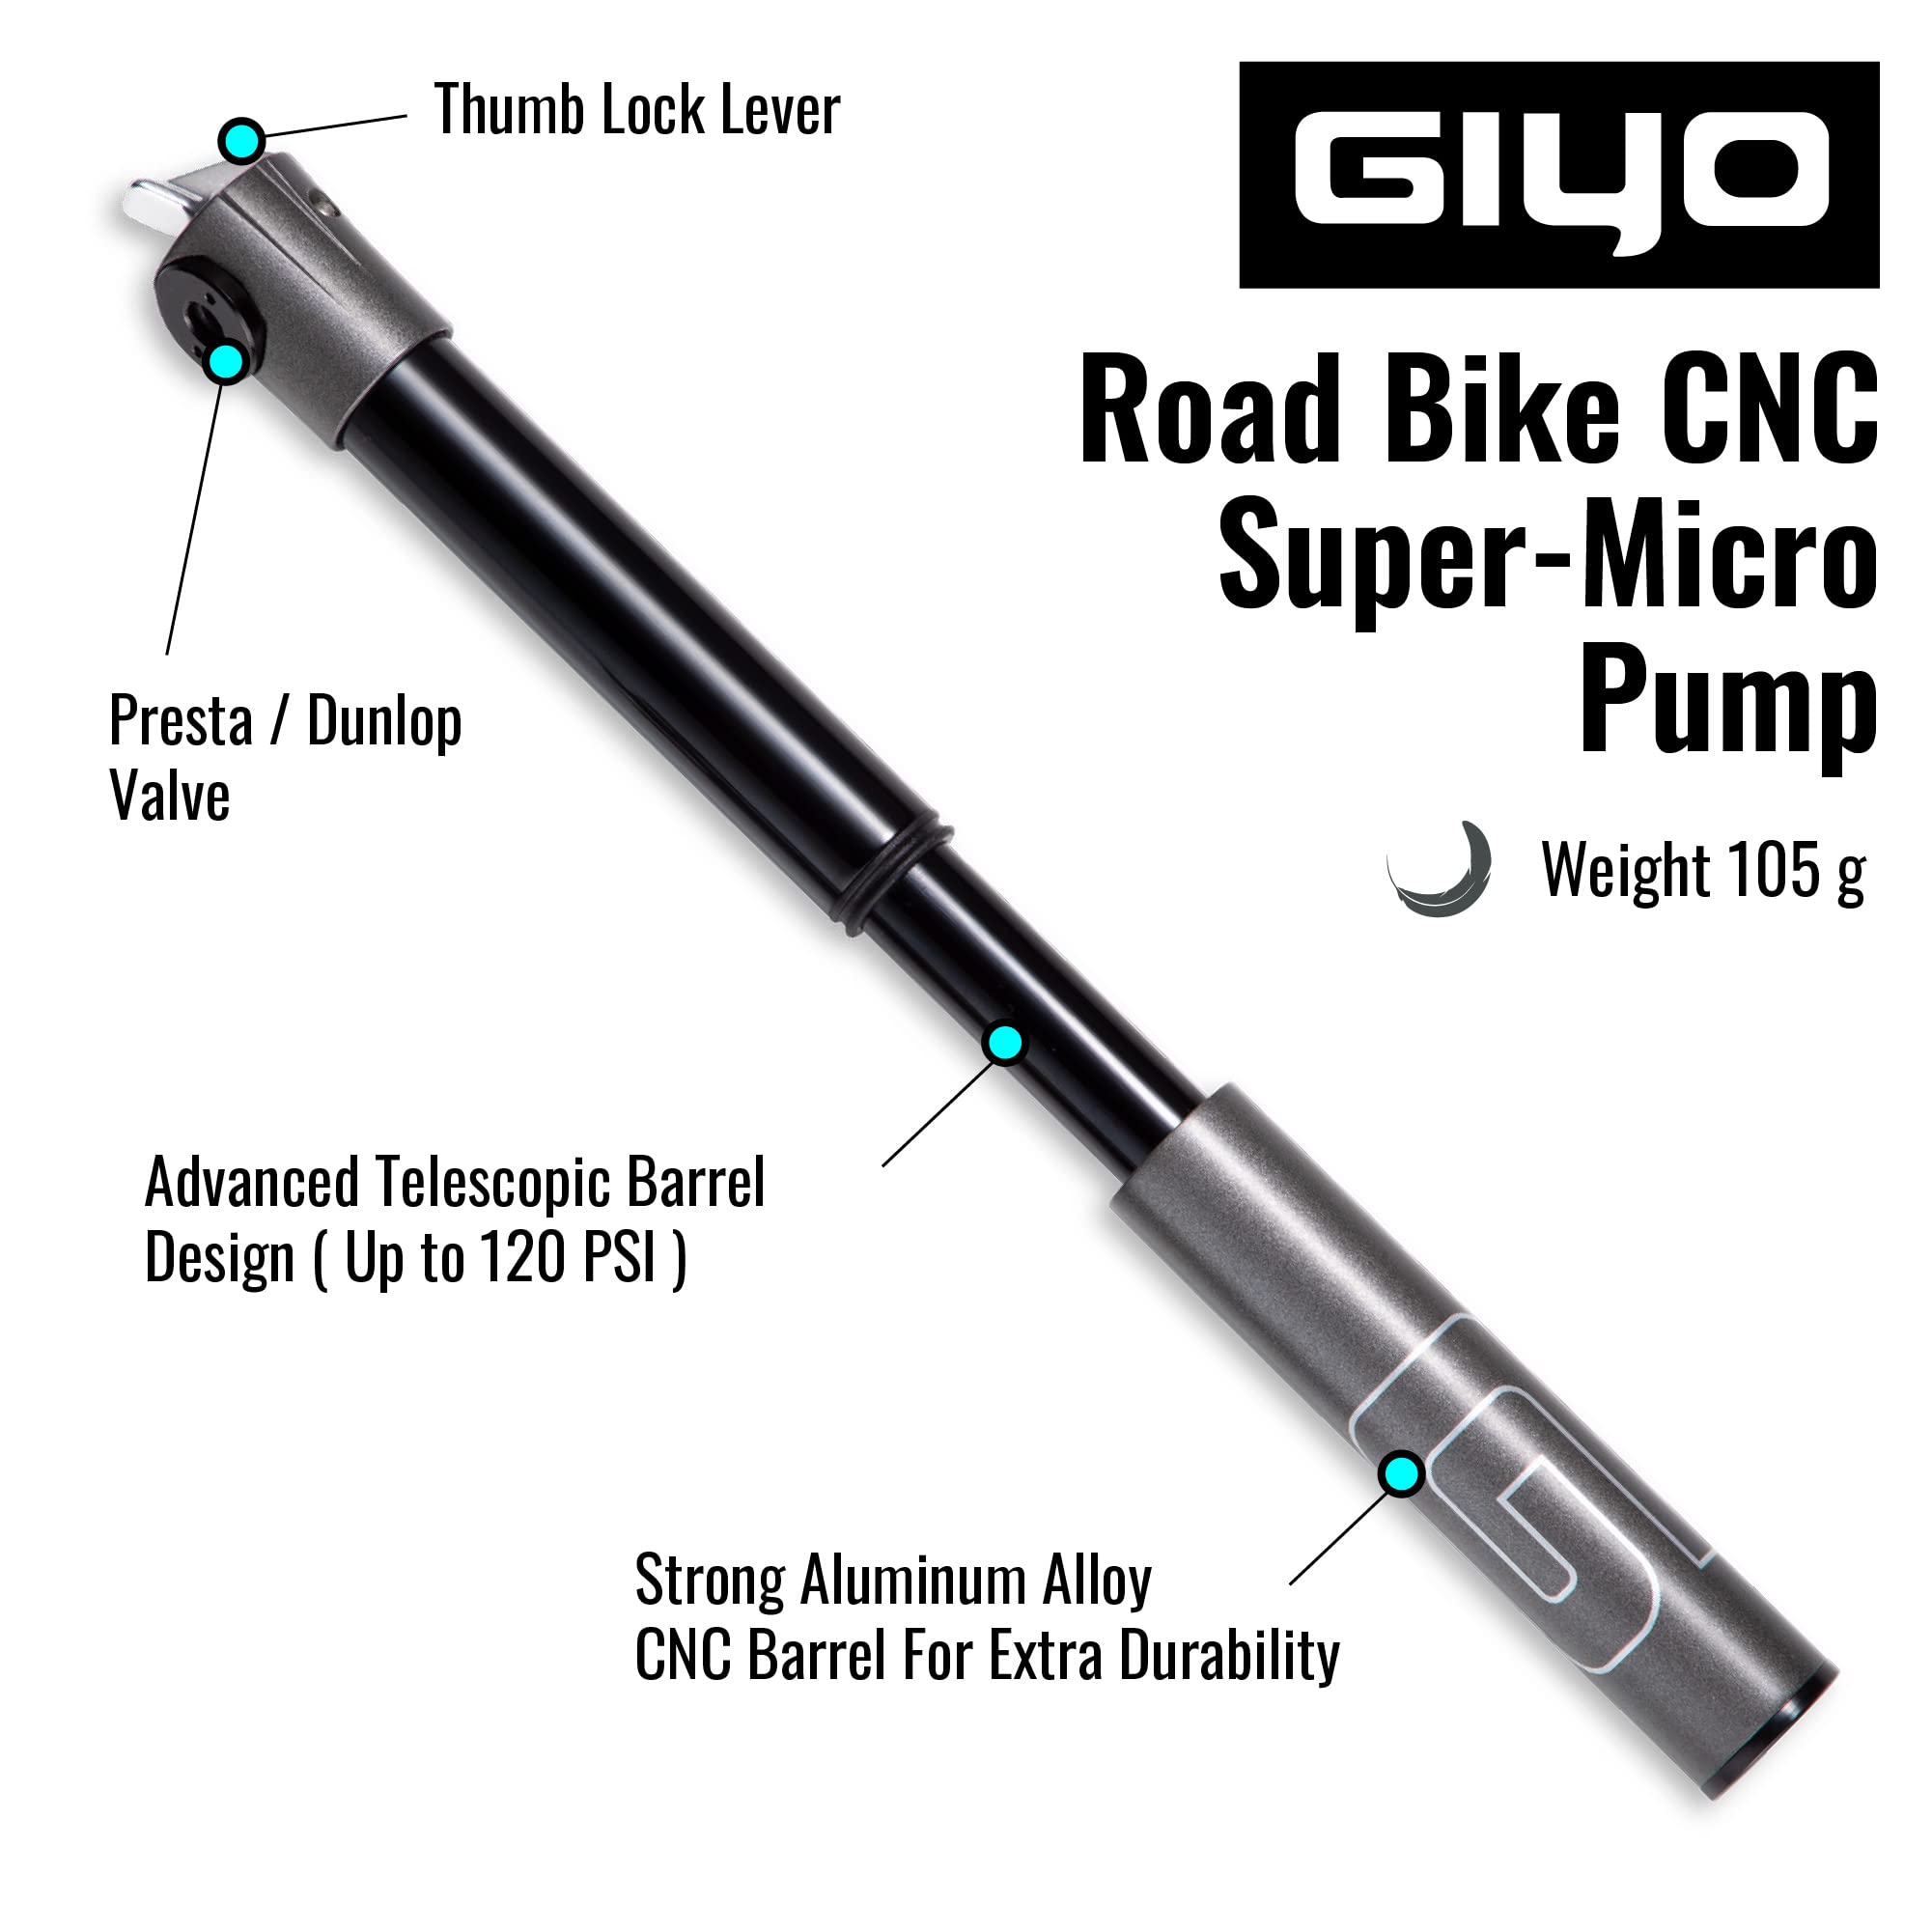 Thumb Lock Lever
GIYO
Road Bike CNC
Super-Micro
Pump
Weight 105 g
Presta / Dunlop
Valve
Advanced Telescopic Barrel
Design ( Up to 120 PSI )
Strong Aluminum Alloy
CNC Barrel For Extra Durability
G